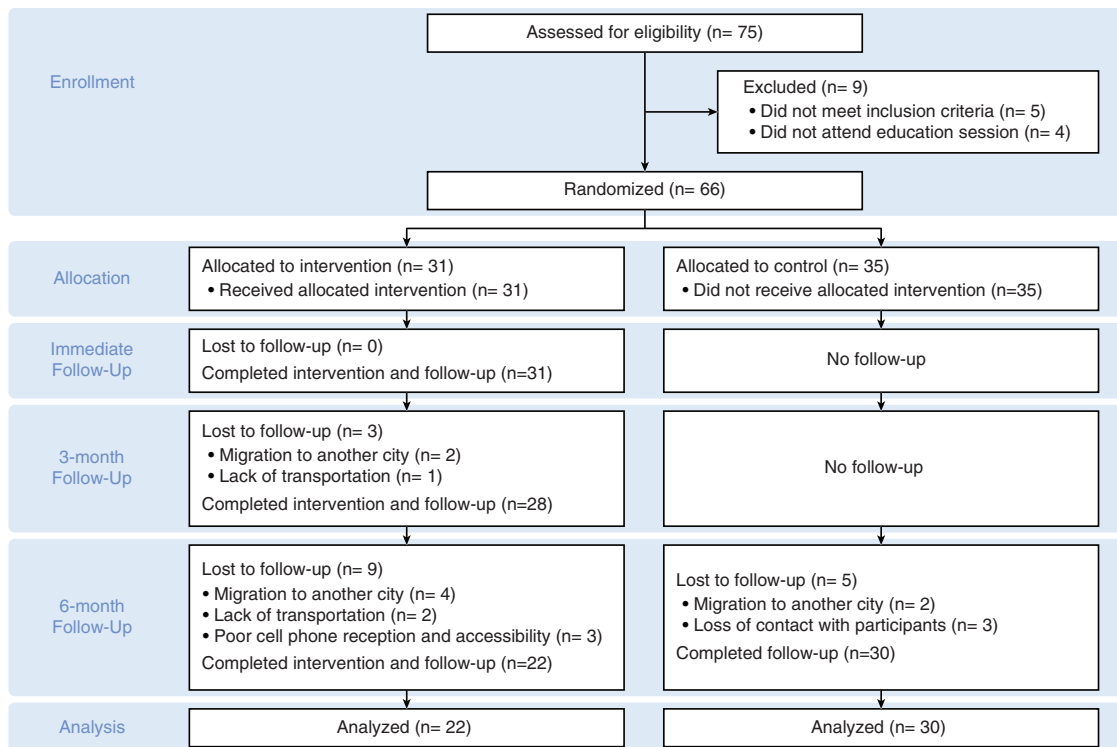 Assessed for eligibility (n= 75)
Enrollment
Excluded (n= 9)
• Did not meet inclusion criteria (n= 5)
• Did not attend education session (n= 4)
Randomized (n= 66)
Allocation
Allocated to intervention (n= 31)
• Received allocated intervention (n= 31)
Allocated to control (n= 35)
• Did not receive allocated intervention (n=35)
Immediate
Follow-Up
Lost to follow-up (n= 0)
Completed intervention and follow-up (n=31)
No follow-up
3-month
Follow-Up
Lost to follow-up (n= 3)
• Migration to another city (n= 2)
• Lack of transportation (n= 1)
Completed intervention and follow-up (n=28)
No follow-up
6-month
Follow-Up
Lost to follow-up (n= 9)
• Migration to another city (n= 4)
• Lack of transportation (n= 2)
• Poor cell phone reception and accessibility (n= 3)
Completed intervention and follow-up (n=22)
Lost to follow-up (n= 5)
• Migration to another city (n= 2)
• Loss of contact with participants (n= 3)
Completed follow-up (n=30)
Analysis
Analyzed (n= 22)
Analyzed (n= 30)